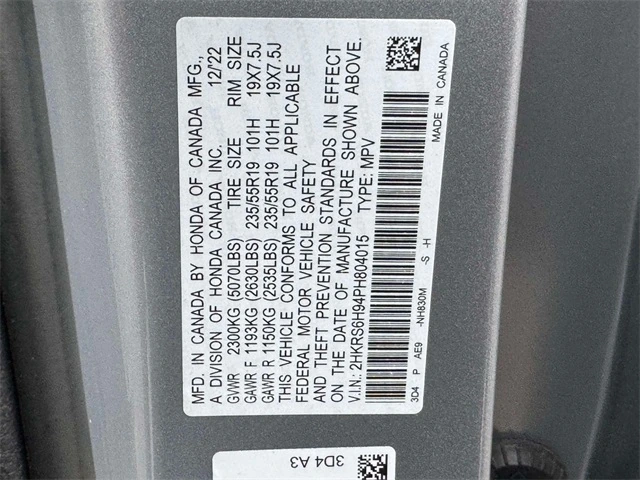 MFD. IN CANADA BY HONDA OF CANADA MFG.,
A DIVISION OF HONDA CANADA INC. 12/22
GVWR 2300KG (5070LBS) TIRE SIZE RIM SIZE
GAWR F 1193KG (2630LBS) 235/55R19 101H 19X7.5J
GAWR R 1150KG (2535LBS) 235/55R19 101H 19X7.5J
THIS VEHICLE CONFORMS TO ALL APPLICABLE
FEDERAL MOTOR VEHICLE SAFETY
AND THEFT PREVENTION STANDARDS IN EFFECT
ON THE DATE OF MANUFACTURE SHOWN ABOVE.
V.I.N.: 2HKRS6H94PH804015 TYPE: MPV
3D4 P AE9 -NH830M -S -H MADE IN CANADA
3D4 A3